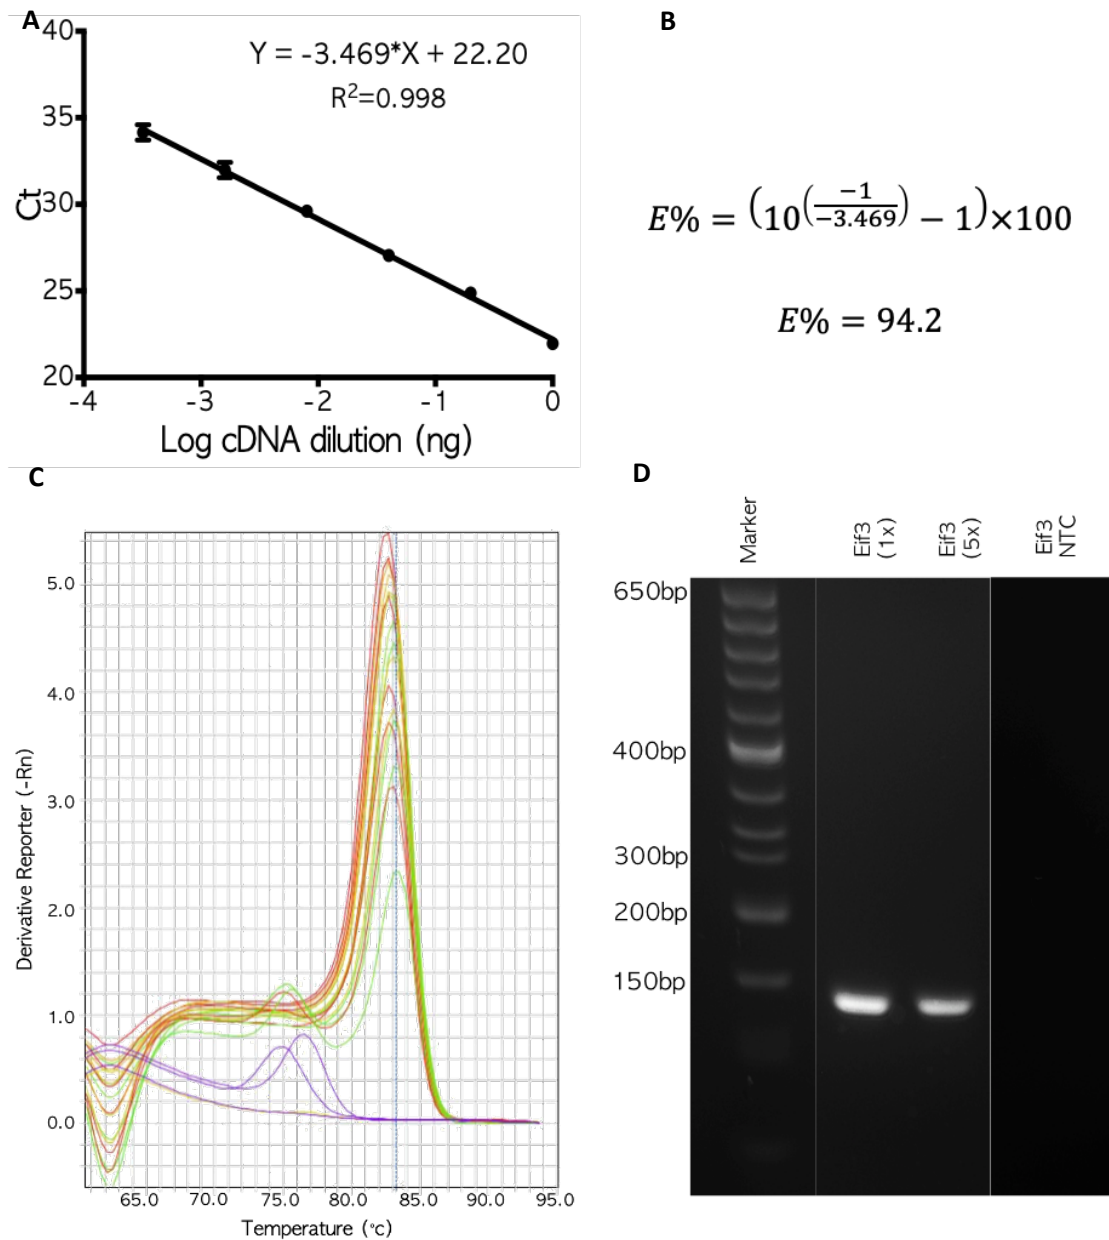 A
Y = -3.469*X + 22.20
R²=0.998
40
35
30
25
20
Ct
-4 -3 -2 -1 0
Log cDNA dilution (ng)
B
E% = (10^(-1/-3.469) − 1)×100
E% = 94.2
C
Derivative Reporter (-Rn)
5.0
4.0
3.0
2.0
1.0
0.0
65.0 70.0 75.0 80.0 85.0 90.0 95.0
Temperature (°c)
D
Marker
Eif3
(1x)
Eif3
(5x)
Eif3
NTC
650bp
400bp
300bp
200bp
150bp